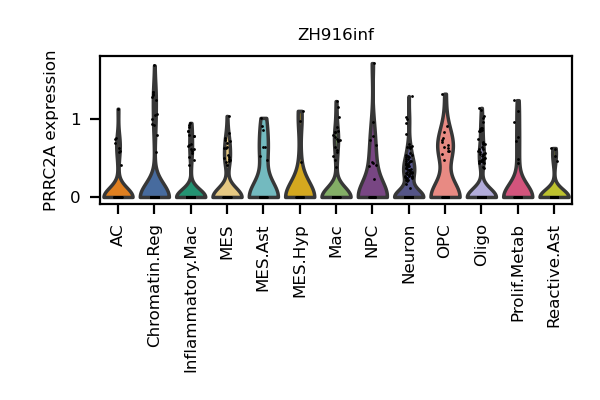 ZH916inf
PRRC2A expression
1
0
AC
Chromatin.Reg
Inflammatory.Mac
MES
MES.Ast
MES.Hyp
Mac
NPC
Neuron
OPC
Oligo
Prolif.Metab
Reactive.Ast